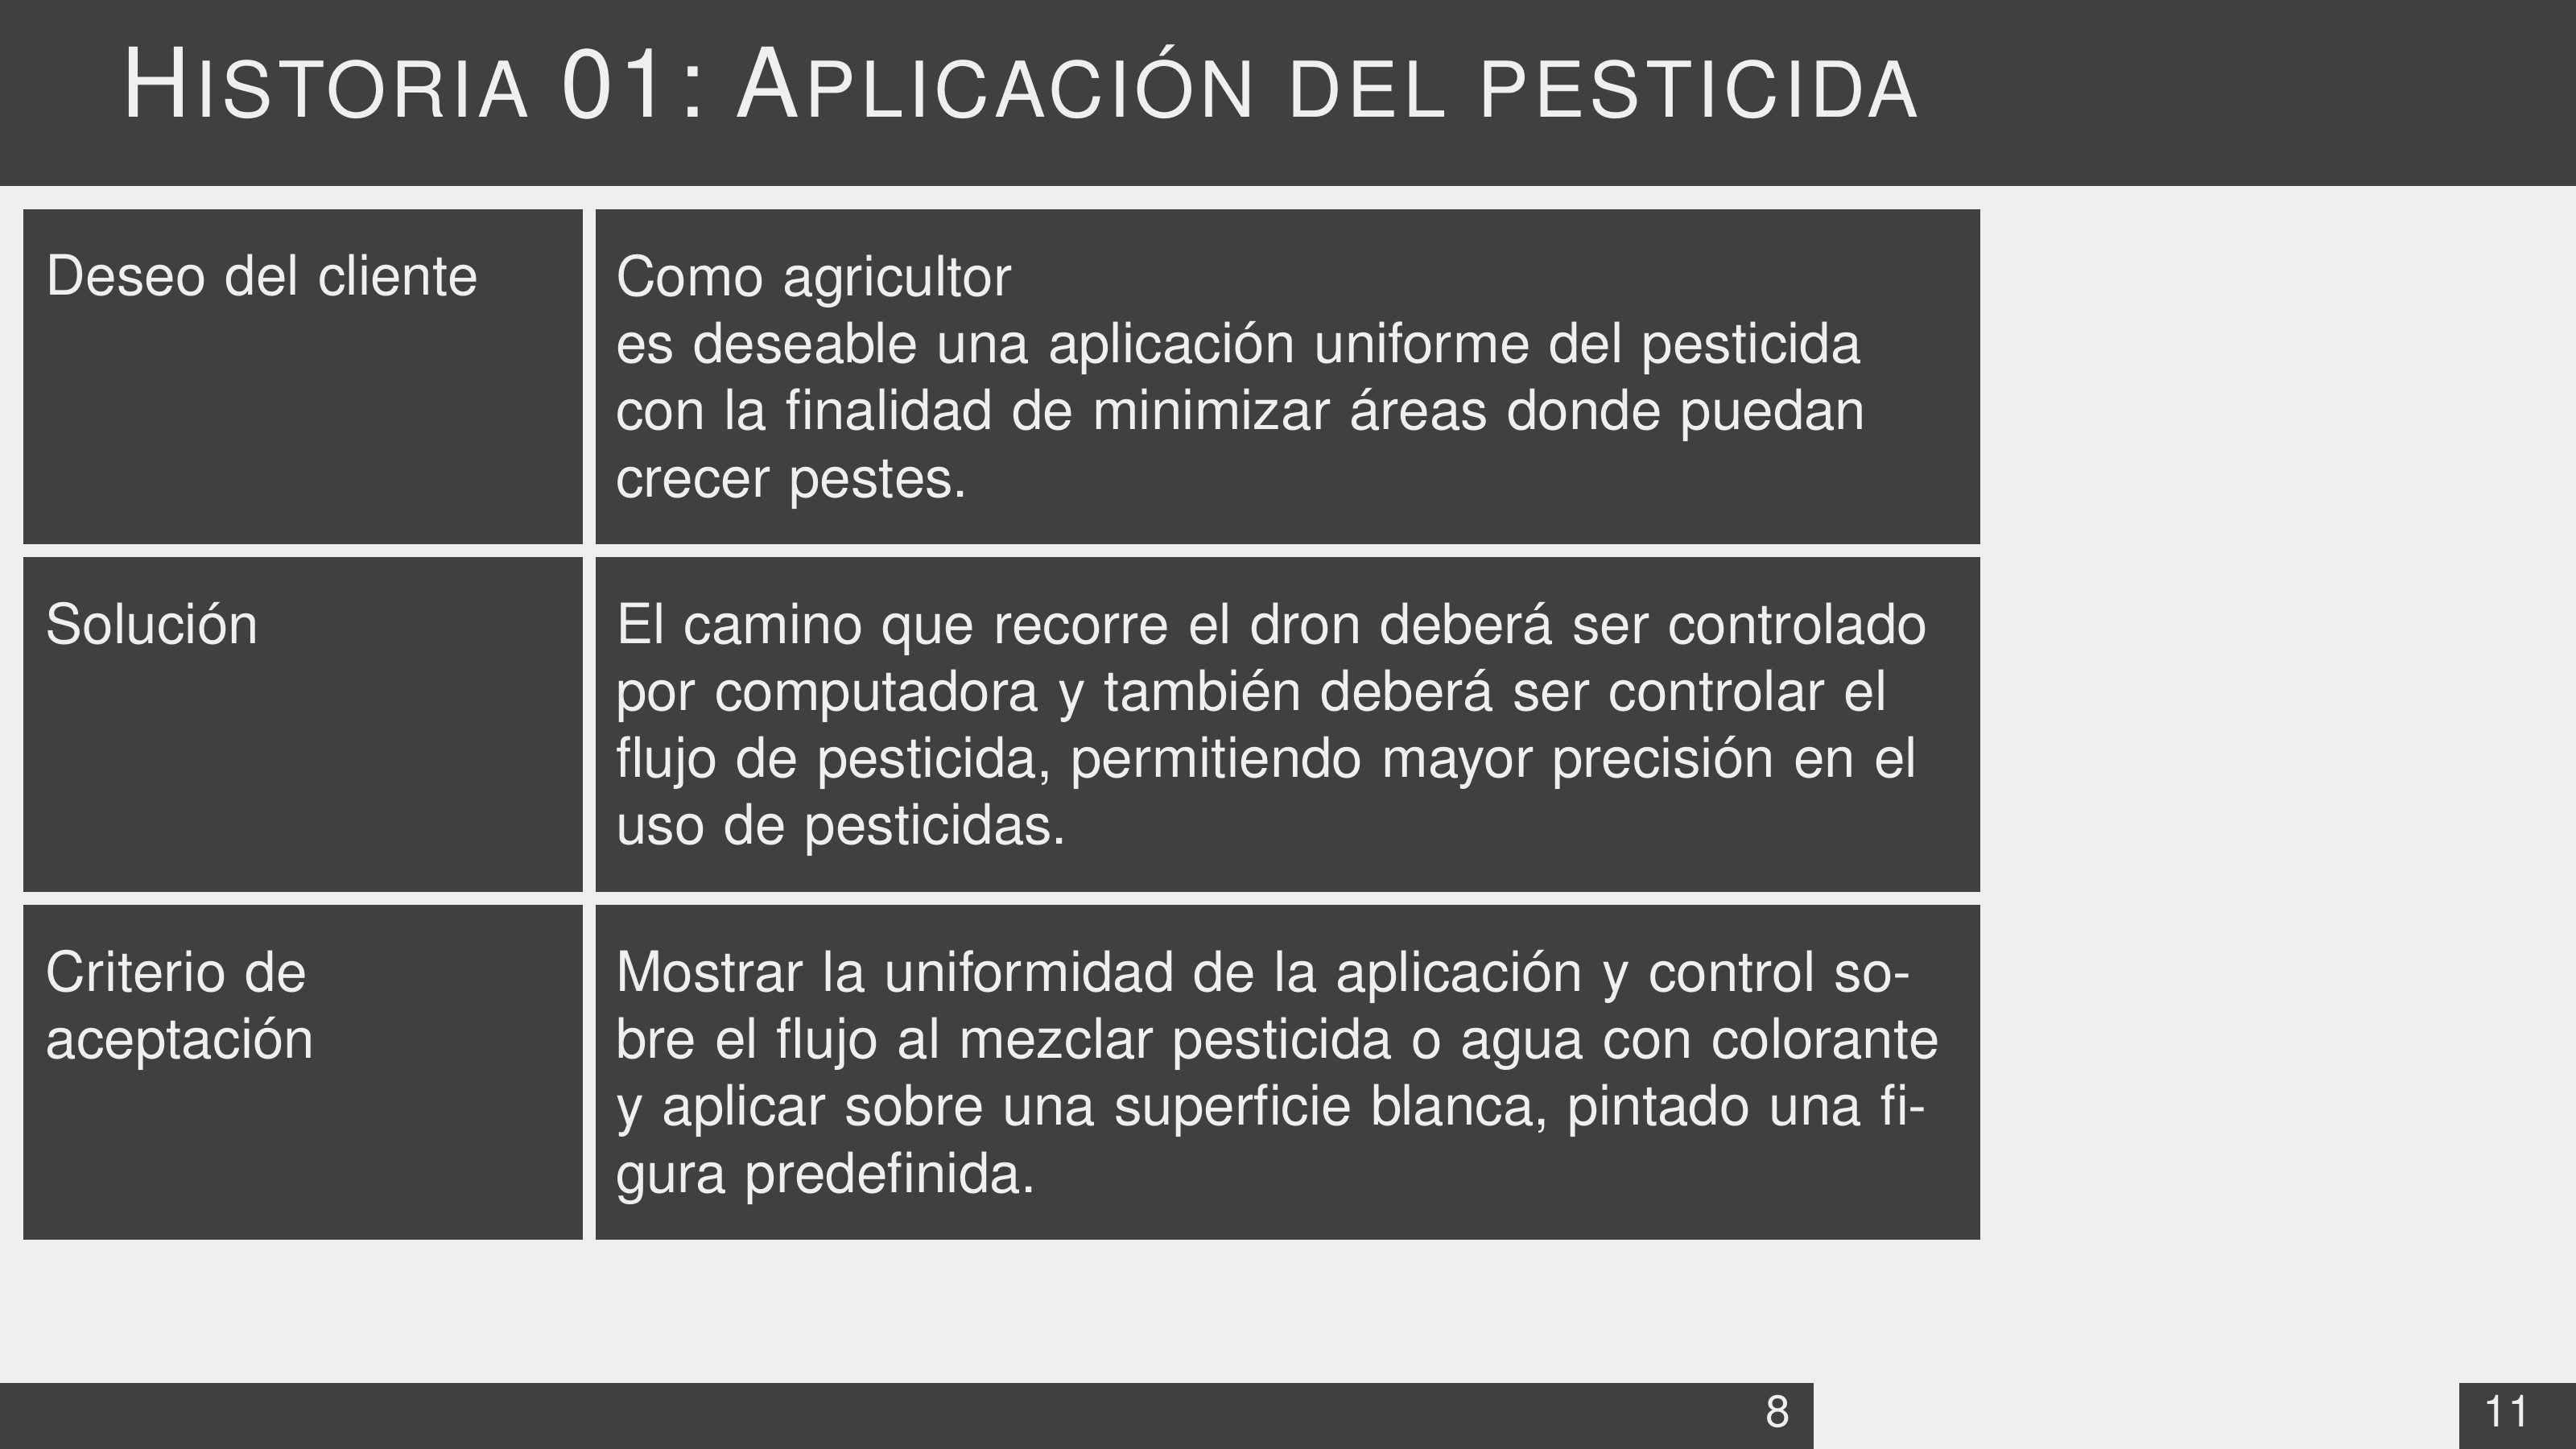 Historia 01: Aplicación del pesticida
Deseo del cliente
Como agricultor
es deseable una aplicación uniforme del pesticida
con la finalidad de minimizar áreas donde puedan
crecer pestes.
Solución
El camino que recorre el dron deberá ser controlado
por computadora y también deberá ser controlar el
flujo de pesticida, permitiendo mayor precisión en el
uso de pesticidas.
Criterio de
aceptación
Mostrar la uniformidad de la aplicación y control so-
bre el flujo al mezclar pesticida o agua con colorante
y aplicar sobre una superficie blanca, pintado una fi-
gura predefinida.
8
11